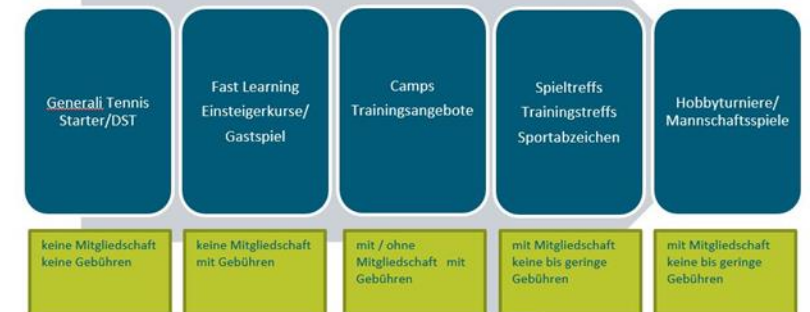 Generali Tennis
Starter/DST
Fast Learning
Einsteigerkurse/
Gastspiel
Camps
Trainingsangebote
Spieltreffs
Trainingstreffs
Sportabzeichen
Hobbyturniere/
Mannschaftsspiele
keine Mitgliedschaft
keine Gebühren
keine Mitgliedschaft
mit Gebühren
mit / ohne
Mitgliedschaft mit
Gebühren
mit Mitgliedschaft
keine bis geringe
Gebühren
mit Mitgliedschaft
keine bis geringe
Gebühren